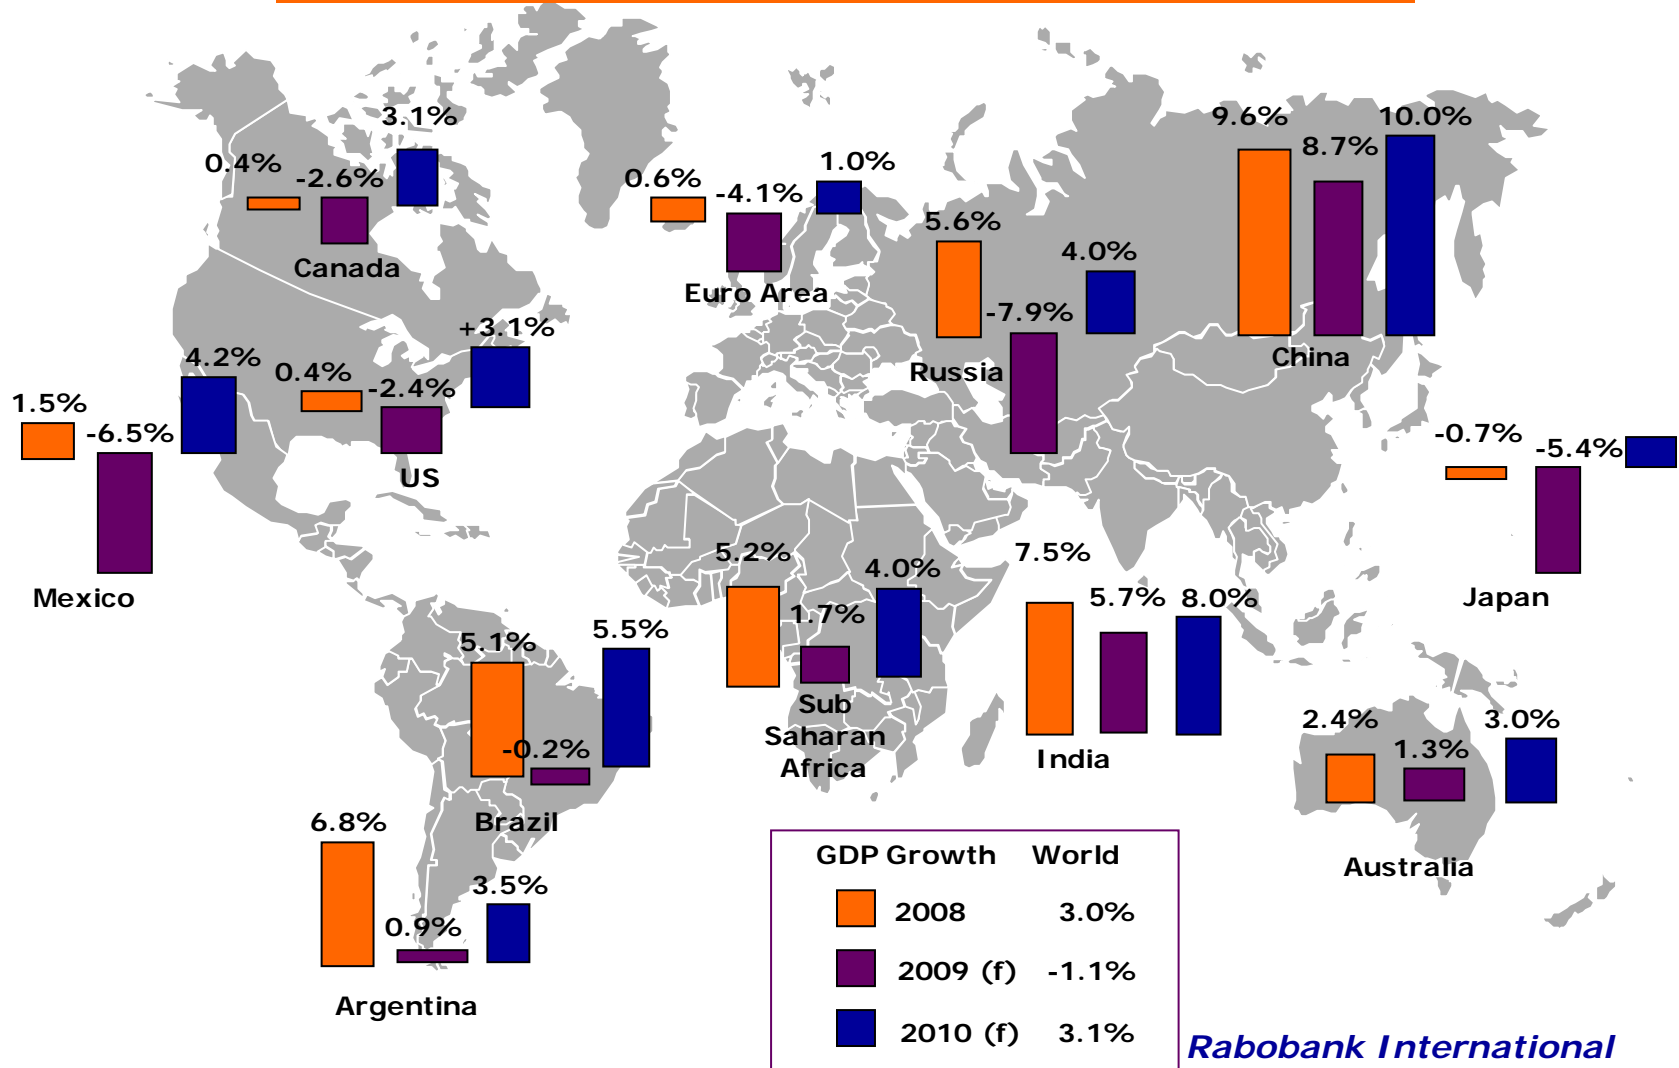 3.1%
0.4%
-2.6%
Canada
0.6%
-4.1%
1.0%
Euro Area
5.6%
-7.9%
4.0%
Russia
9.6%
8.7%
10.0%
China
+3.1%
0.4%
-2.4%
US
1.5%
-6.5%
4.2%
Mexico
-0.7%
-5.4%
Japan
5.2%
1.7%
4.0%
Sub
Saharan
Africa
7.5%
5.7%
8.0%
India
5.1%
-0.2%
5.5%
Brazil
2.4%
1.3%
3.0%
Australia
6.8%
0.9%
3.5%
Argentina
GDP Growth World
2008 3.0%
2009 (f) -1.1%
2010 (f) 3.1%
Rabobank International